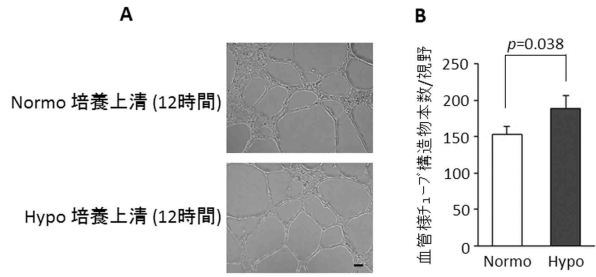 A
Normo 培養上清 (12時間)
Hypo 培養上清 (12時間)
B
p=0.038
血管様ﾁｭｰﾌﾞ構造物本数/視野
250
200
150
100
50
0
Normo
Hypo